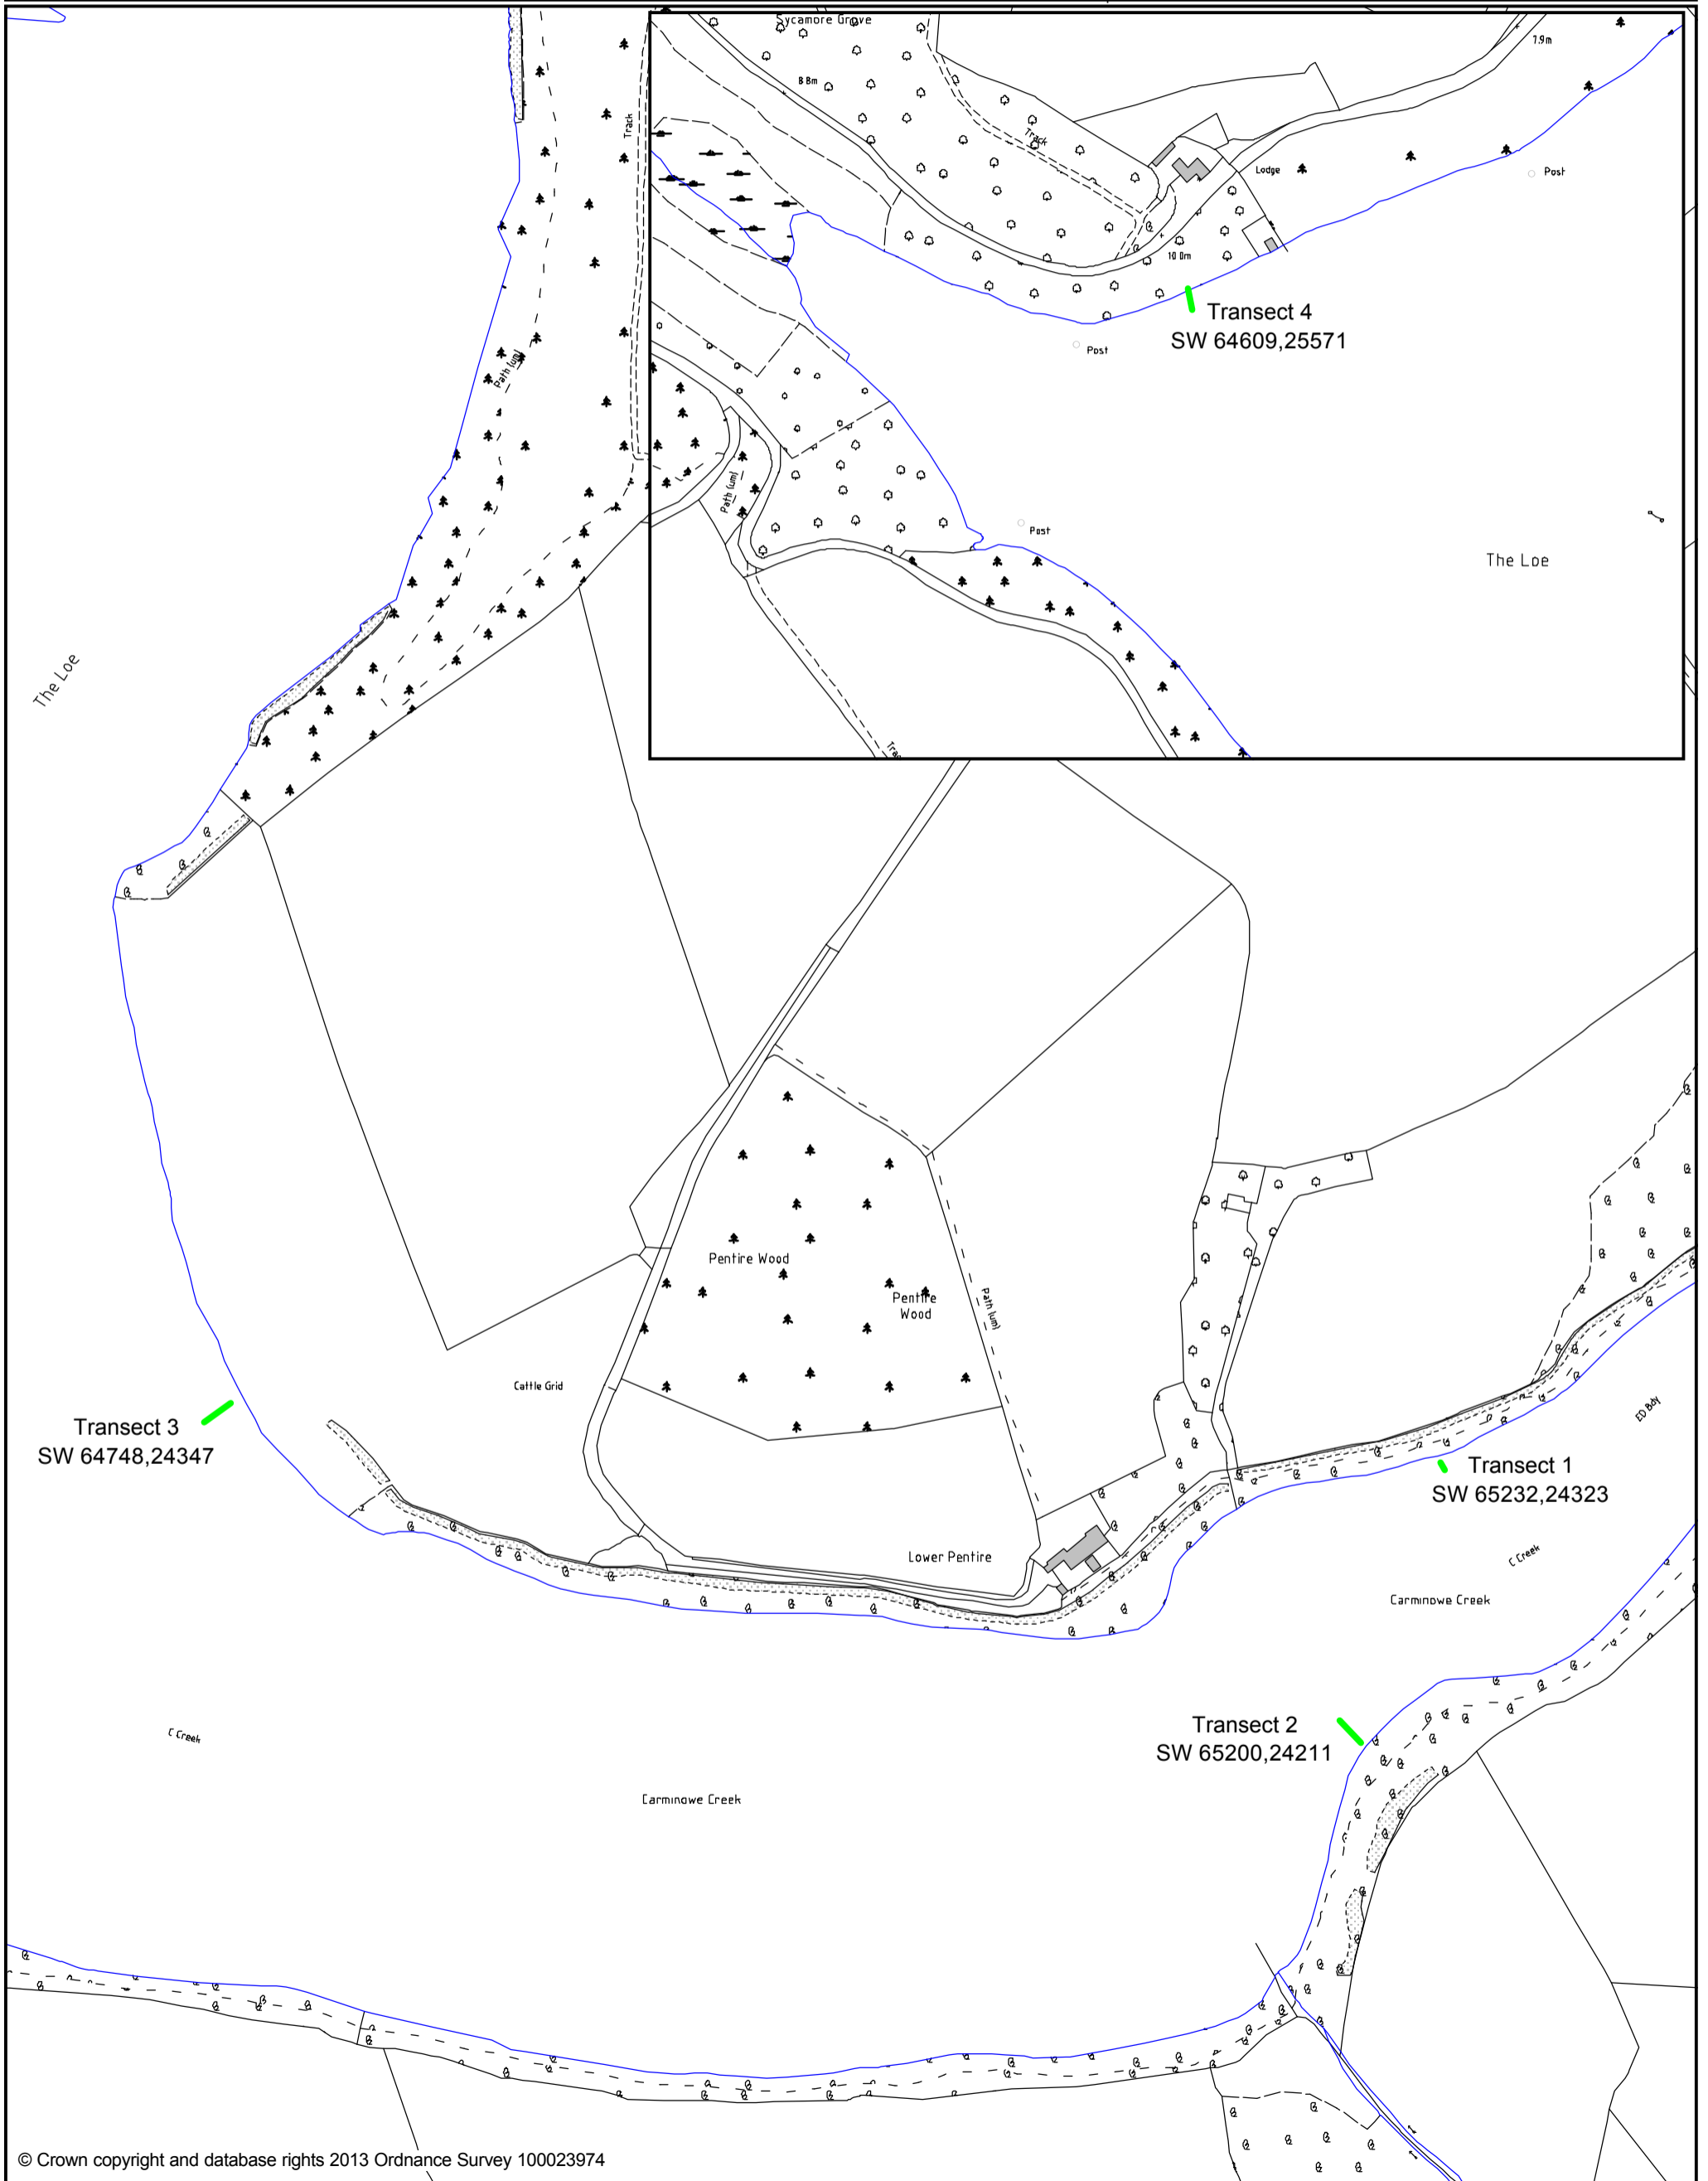 Sycamore Grove
7.9m
8 8m
Track
Track
Lodge
Post
10 0m
Transect 4
SW 64609,25571
Post
Path (um)
Path (um)
Post
The Loe
The Loe
Pentire Wood
Pentire
Wood
Path (um)
Cattle Grid
Transect 3
SW 64748,24347
ED Bdy
Transect 1
SW 65232,24323
Lower Pentire
C Creek
Carminowe Creek
Transect 2
SW 65200,24211
C Creek
Carminowe Creek
© Crown copyright and database rights 2013 Ordnance Survey 100023974